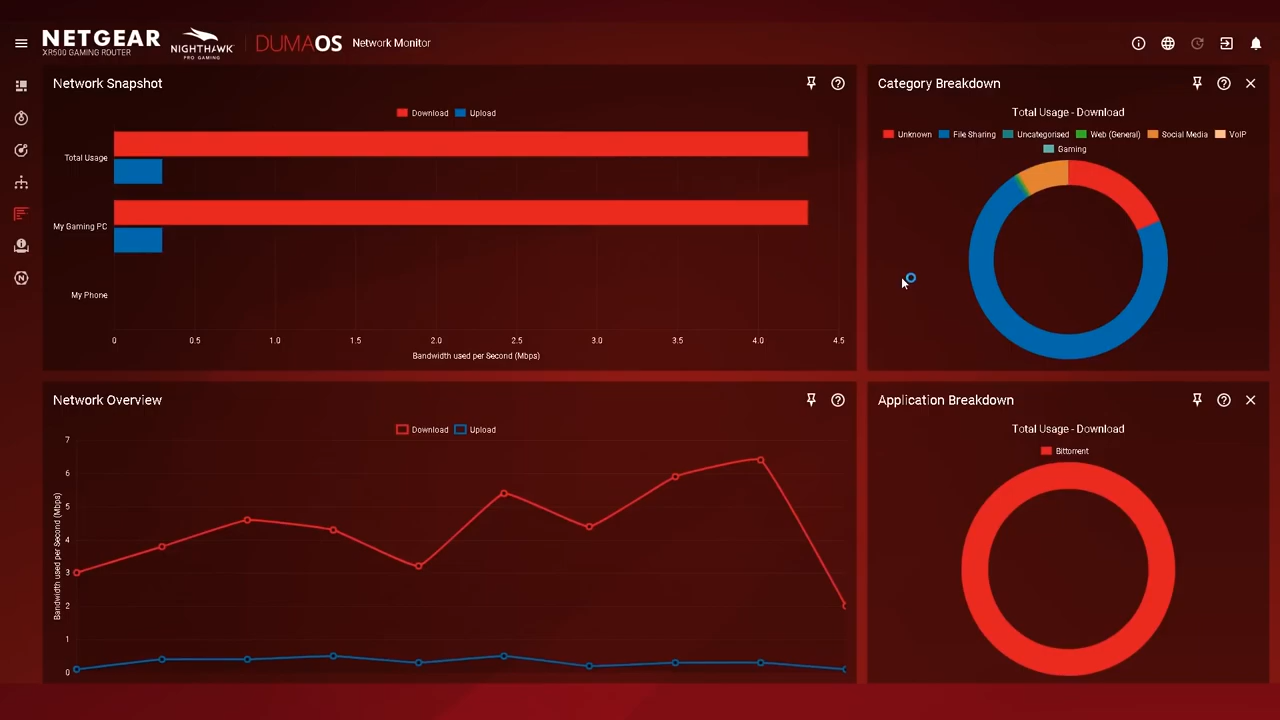 NETGEAR
XR500 GAMING ROUTER
NIGHTHAWK
PRO GAMING
DUMAOS Network Monitor
Network Snapshot
Download Upload
Total Usage
My Gaming PC
My Phone
0 0.5 1.0 1.5 2.0 2.5 3.0 3.5 4.0 4.5
Bandwidth used per Second (Mbps)
Category Breakdown
Total Usage - Download
Unknown File Sharing Uncategorised Web (General) Social Media VoIP
Gaming
Network Overview
Download Upload
Bandwidth used per Second (Mbps)
7
6
5
4
3
2
1
0
Application Breakdown
Total Usage - Download
Bittorrent